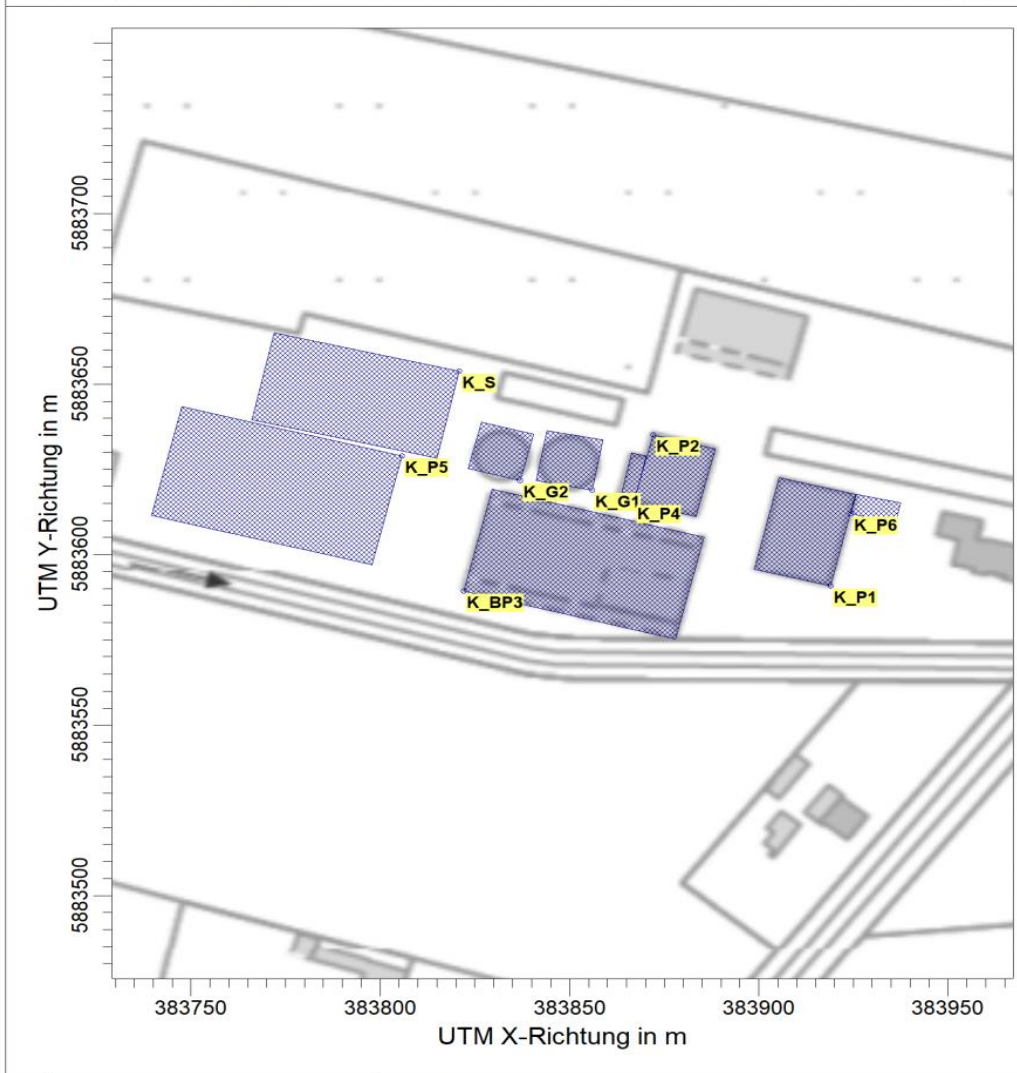 UTM Y-Richtung in m
5883700
5883650
5883600
5883550
5883500
K_S
K_P5
K_P2
K_G2
K_G1
K_P4
K_P6
K_BP3
K_P1
383750
383800
383850
383900
383950
UTM X-Richtung in m